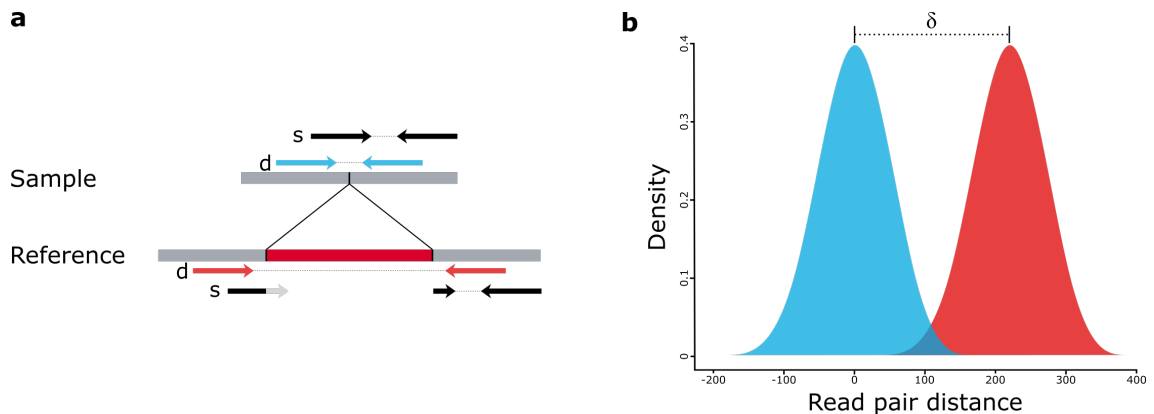 a
s
d
Sample
Reference
d
s
b
δ
Density
0.4
0.3
0.2
0.1
0
-200 -100 0 100 200 300 400
Read pair distance